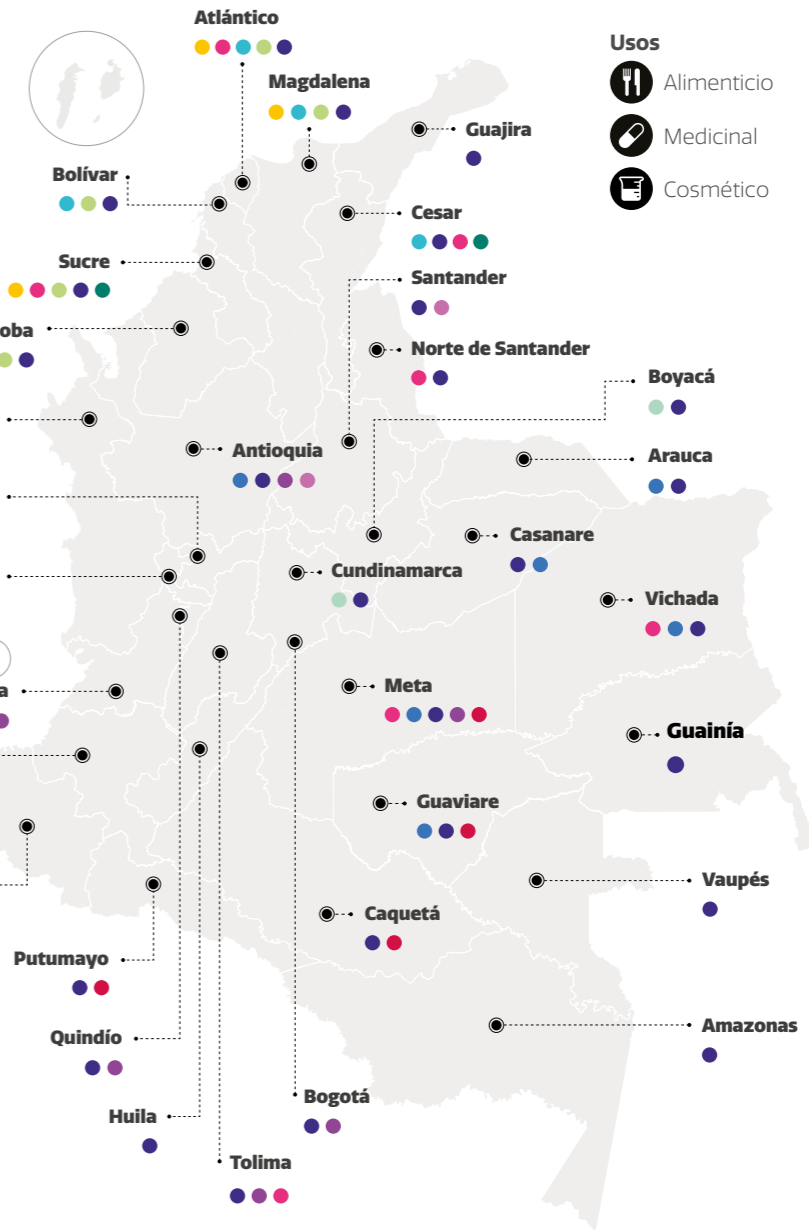 Atlántico
Usos
Alimenticio
Medicinal
Cosmético
Magdalena
Guajira
Bolívar
Cesar
Sucre
Santander
oba
Norte de Santander
Boyacá
Antioquia
Arauca
Casanare
Cundinamarca
Vichada
Meta
a
Guainía
Guaviare
Vaupés
Caquetá
Putumayo
Amazonas
Quindío
Bogotá
Huila
Tolima